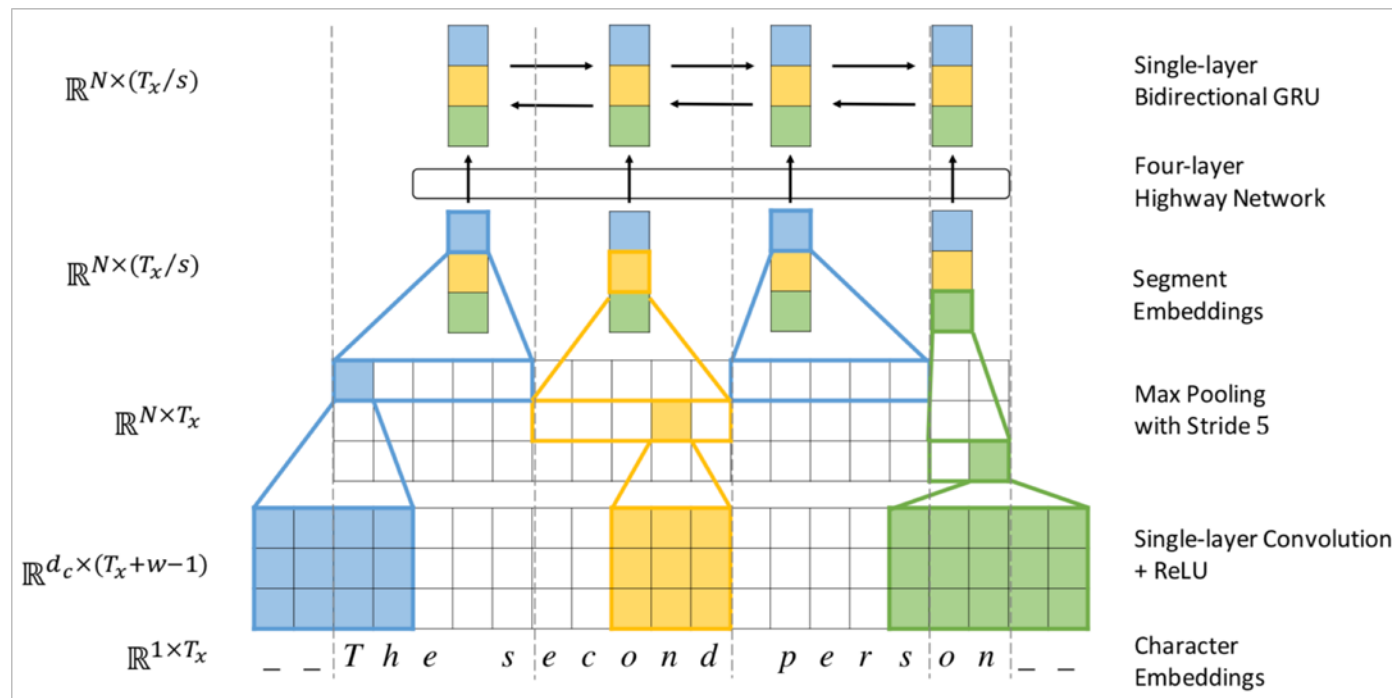 ℝ^{N×(T_x/s)}
Single-layer
Bidirectional GRU
Four-layer
Highway Network
ℝ^{N×(T_x/s)}
Segment
Embeddings
ℝ^{N×T_x}
Max Pooling
with Stride 5
ℝ^{d_c×(T_x+w−1)}
Single-layer Convolution
+ ReLU
ℝ^{1×T_x}
_ _ T h e s e c o n d p e r s o n _ _
Character
Embeddings